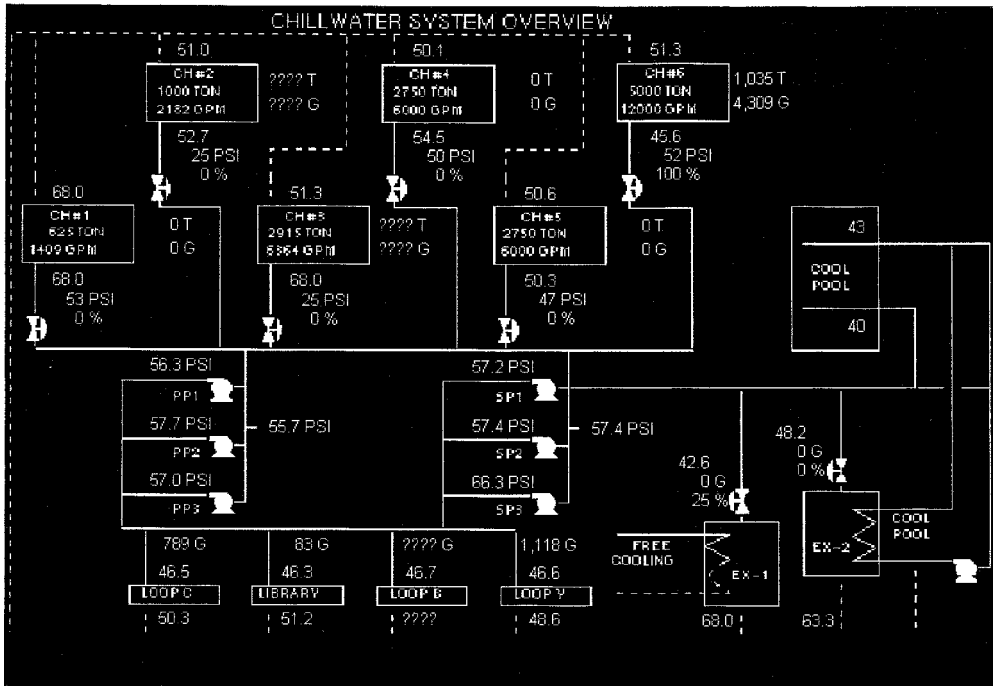 CHILLWATER SYSTEM OVERVIEW
51.0
50.1
51.3
CH#2
1000 TON
2182 GPM
???? T
???? G
CH#4
2750 TON
6000 GPM
0 T
0 G
CH#6
5000 TON
12000 GPM
1,035 T
4,309 G
52.7
25 PSI
0 %
54.5
50 PSI
0 %
45.6
52 PSI
100 %
68.0
51.3
50.6
CH#1
625 TON
1409 GPM
0 T
0 G
CH#3
2915 TON
6364 GPM
???? T
???? G
CH#5
2750 TON
6000 GPM
0 T
0 G
43
COOL
POOL
40
68.0
53 PSI
0 %
68.0
25 PSI
0 %
50.3
47 PSI
0 %
56.3 PSI
PP1
57.7 PSI
PP2
57.0 PSI
PP3
55.7 PSI
57.2 PSI
SP1
57.4 PSI
SP2
66.3 PSI
SP3
57.4 PSI
42.6
0 G
25 %
48.2
0 G
0 %
FREE
COOLING
EX-1
EX-2
COOL
POOL
789 G
83 G
???? G
1,118 G
46.5
46.3
46.7
46.6
LOOP C
LIBRARY
LOOP B
LOOP V
50.3
51.2
????
48.6
68.0
63.3